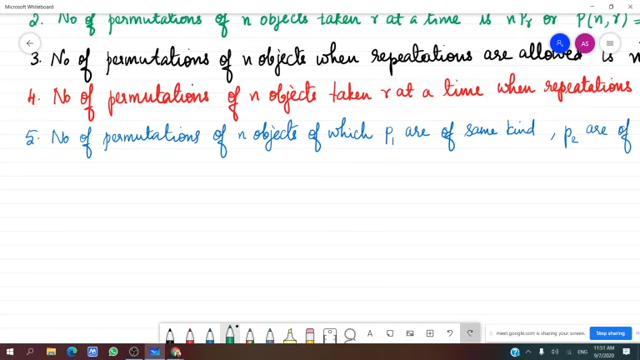 Microsoft Whiteboard
2. No of permutations of n objects taken r at a time is nPr or P(n,r) =
3. No of permutations of n objects when repeatations are allowed is n
AS
4. No of permutations of n objects taken r at a time when repeatations
5. No of permutations of n objects of which p₁ are of same kind, p₂ are of
meet.google.com is sharing your screen.
Stop sharing
11:51 AM
9/7/2020